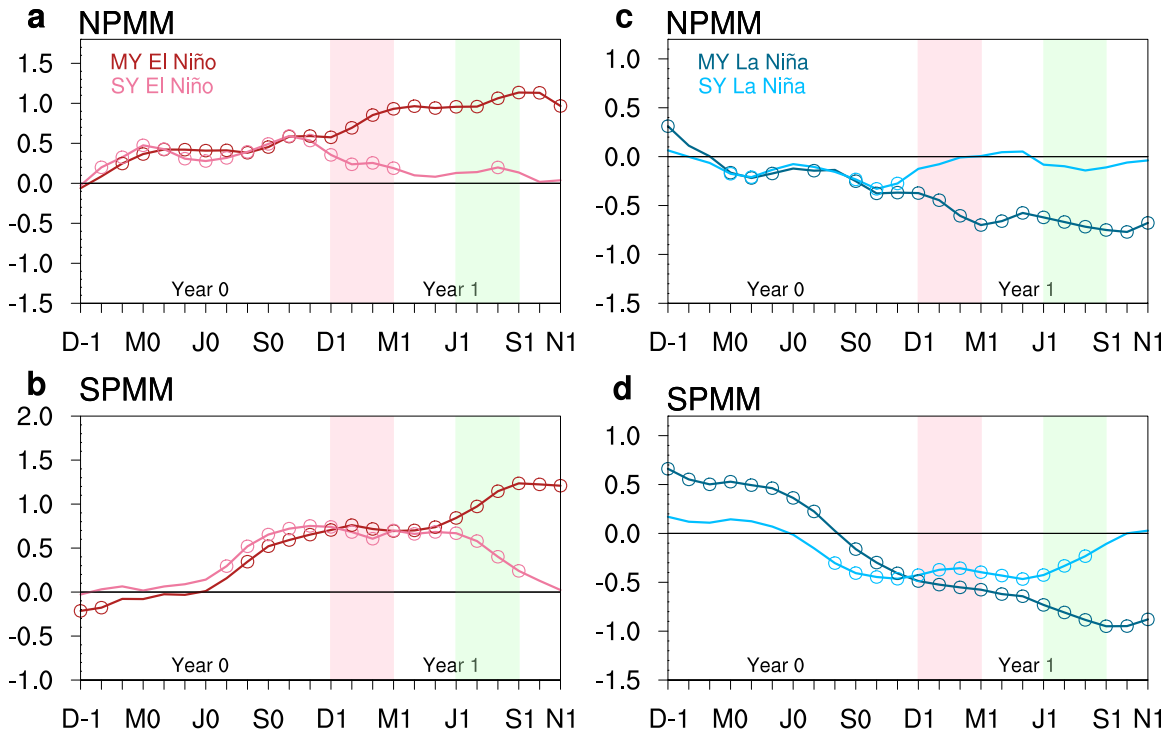 a NPMM
MY El Niño
SY El Niño
1.5
1.0
0.5
0.0
-0.5
-1.0
-1.5
Year 0 Year 1
D-1 M0 J0 S0 D1 M1 J1 S1 N1
b SPMM
2.0
1.5
1.0
0.5
0.0
-0.5
-1.0
Year 0 Year 1
D-1 M0 J0 S0 D1 M1 J1 S1 N1
c NPMM
MY La Niña
SY La Niña
1.0
0.5
0.0
-0.5
-1.0
-1.5
Year 0 Year 1
D-1 M0 J0 S0 D1 M1 J1 S1 N1
d SPMM
1.0
0.5
0.0
-0.5
-1.0
-1.5
Year 0 Year 1
D-1 M0 J0 S0 D1 M1 J1 S1 N1